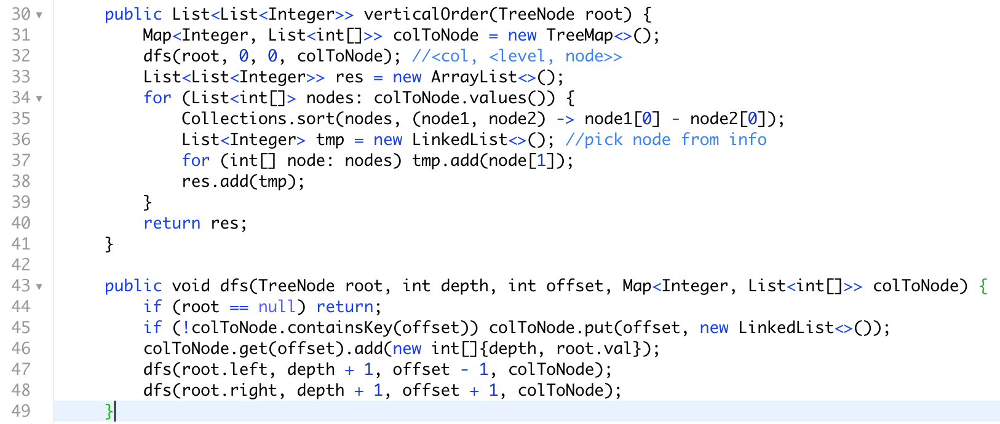 30 public List<List<Integer>> verticalOrder(TreeNode root) {
31 Map<Integer, List<int[]>> colToNode = new TreeMap<>();
32 dfs(root, 0, 0, colToNode); //<col, <level, node>>
33 List<List<Integer>> res = new ArrayList<>();
34 for (List<int[]> nodes: colToNode.values()) {
35 Collections.sort(nodes, (node1, node2) -> node1[0] - node2[0]);
36 List<Integer> tmp = new LinkedList<>(); //pick node from info
37 for (int[] node: nodes) tmp.add(node[1]);
38 res.add(tmp);
39 }
40 return res;
41 }
42
43 public void dfs(TreeNode root, int depth, int offset, Map<Integer, List<int[]>> colToNode) {
44 if (root == null) return;
45 if (!colToNode.containsKey(offset)) colToNode.put(offset, new LinkedList<>());
46 colToNode.get(offset).add(new int[]{depth, root.val});
47 dfs(root.left, depth + 1, offset - 1, colToNode);
48 dfs(root.right, depth + 1, offset + 1, colToNode);
49 }